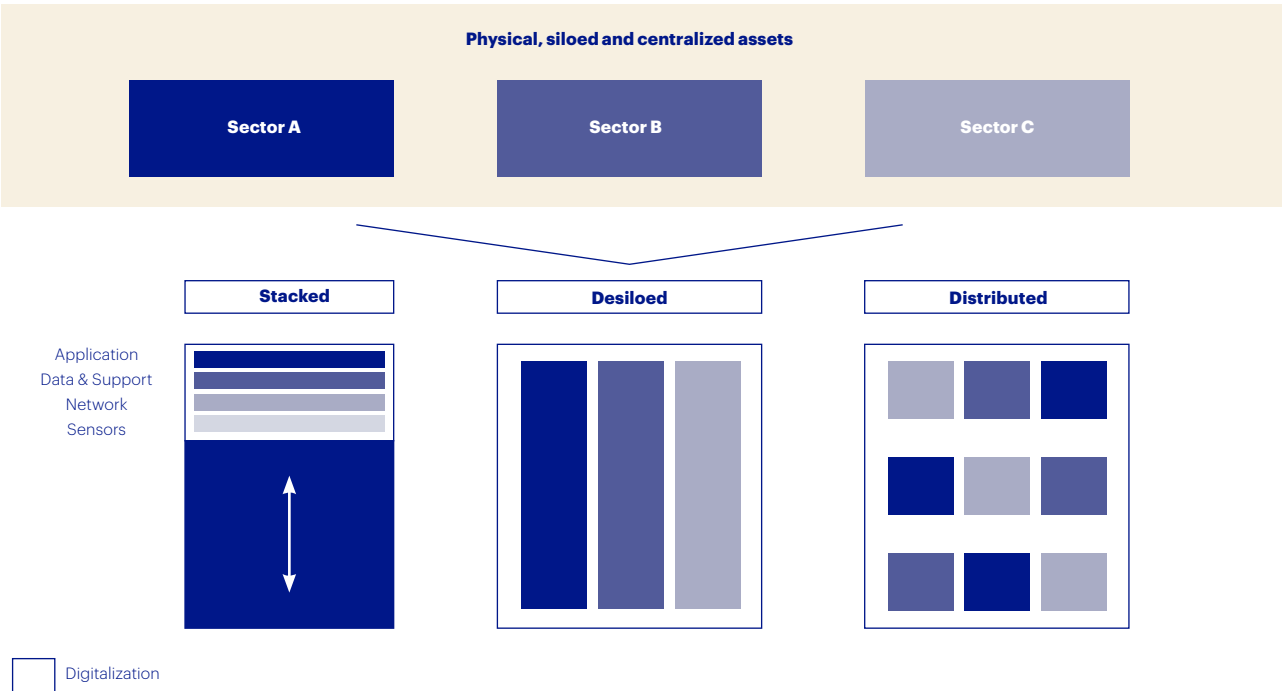 Physical, siloed and centralized assets
Sector A
Sector B
Sector C
Stacked
Desiloed
Distributed
Application
Data & Support
Network
Sensors
Digitalization